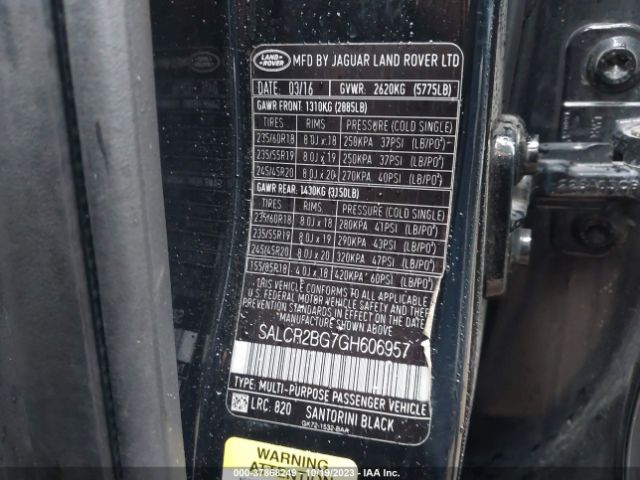 LAND ROVER
MFD BY JAGUAR LAND ROVER LTD
DATE: 03/16 GVWR: 2620KG (5775LB)
GAWR FRONT: 1310KG (2885LB)
TIRES RIMS PRESSURE (COLD SINGLE)
235/60R18 8.0J x 18 250KPA 37PSI (LB/PO²)
235/55R19 8.0J x 19 250KPA 37PSI (LB/PO²)
245/45R20 8.0J x 20 270KPA 40PSI (LB/PO²)
GAWR REAR: 1430KG (3150LB)
TIRES RIMS PRESSURE (COLD SINGLE)
235/60R18 8.0J x 18 280KPA 41PSI (LB/PO²)
235/55R19 8.0J x 19 290KPA 43PSI (LB/PO²)
245/45R20 8.0J x 20 320KPA 47PSI (LB/PO²)
155/85R18 4.0J x 18 420KPA 60PSI (LB/PO²)
THIS VEHICLE CONFORMS TO ALL APPLICABLE
U.S. FEDERAL MOTOR VEHICLE SAFETY AND THEFT
PREVENTION STANDARDS IN EFFECT ON THE DATE
OF MANUFACTURE SHOWN ABOVE.
SALCR2BG7GH606957
TYPE: MULTI-PURPOSE PASSENGER VEHICLE
LRC: 820 SANTORINI BLACK
GK72-1532-BAA
WARNING
©-37868249 - 10/19/2023 - IAA Inc.